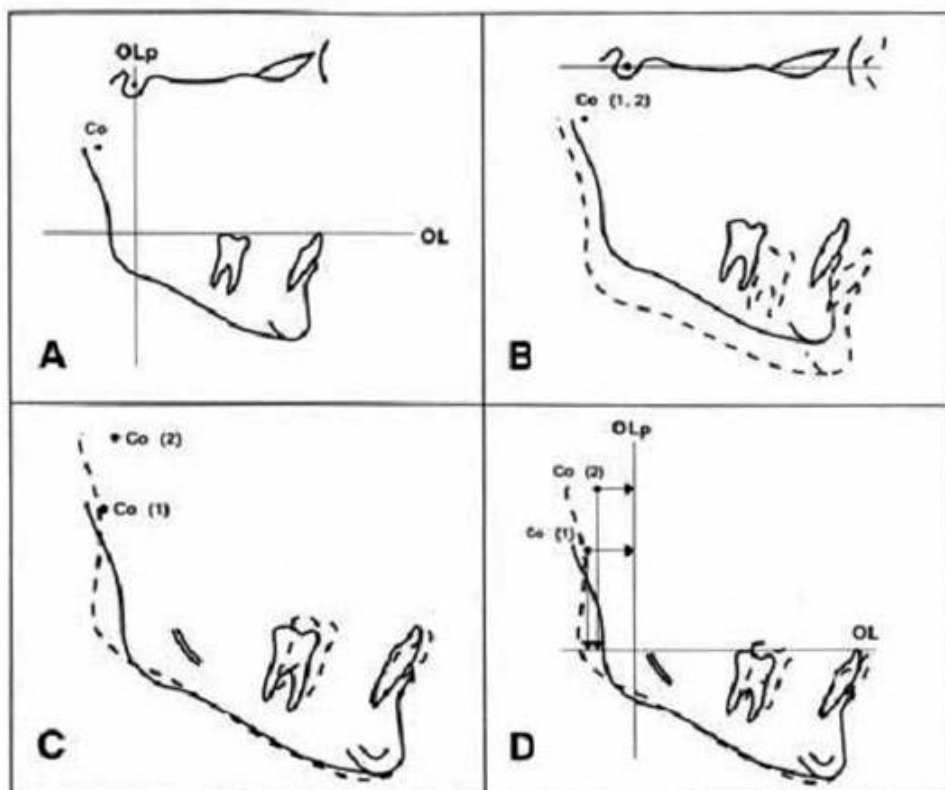 OLp
Co
OL
A
Co (1, 2)
B
Co (2)
Co (1)
C
OLp
Co (2)
Co (1)
OL
D